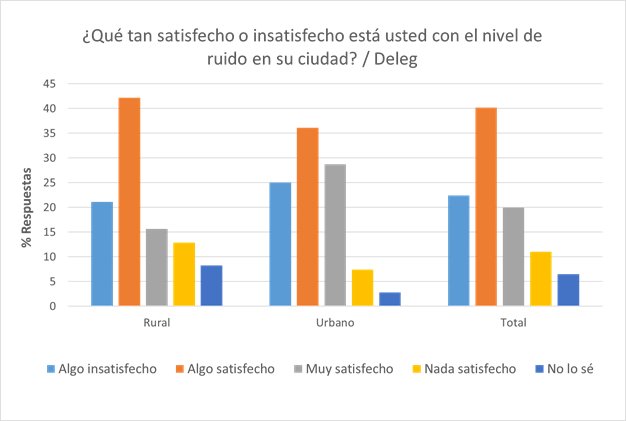 ¿Qué tan satisfecho o insatisfecho está usted con el nivel de
ruido en su ciudad? / Deleg
45
40
35
30
25
20
15
10
5
0
% Respuestas
Rural Urbano Total
Algo insatisfecho Algo satisfecho Muy satisfecho Nada satisfecho No lo sé